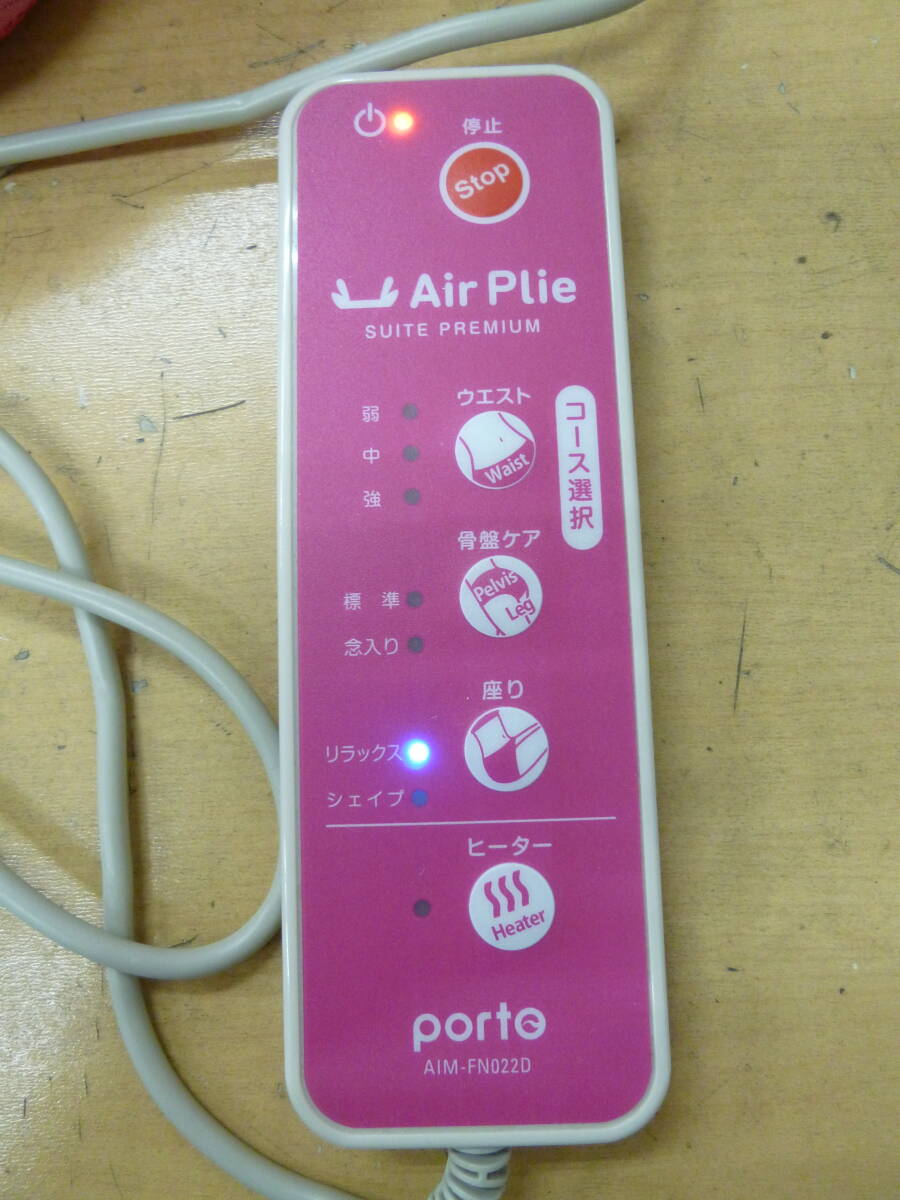 停止
Stop
Air Plie
SUITE PREMIUM
ウエスト
弱
中
強
Waist
コース選択
骨盤ケア
標準
念入り
Pelvis
Leg
座り
リラックス
シェイプ
ヒーター
Heater
porto
AIM-FN022D